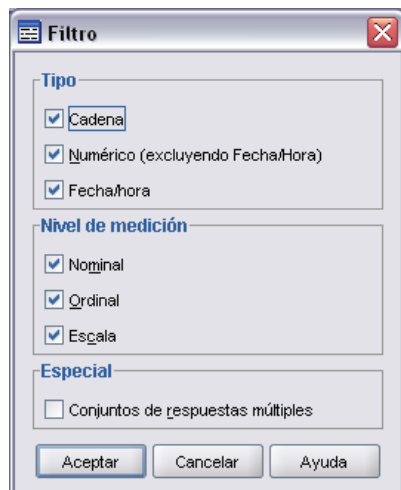 Filtro
Tipo
Cadena
Numérico (excluyendo Fecha/Hora)
Fecha/hora
Nivel de medición
Nominal
Ordinal
Escala
Especial
Conjuntos de respuestas múltiples
Aceptar Cancelar Ayuda